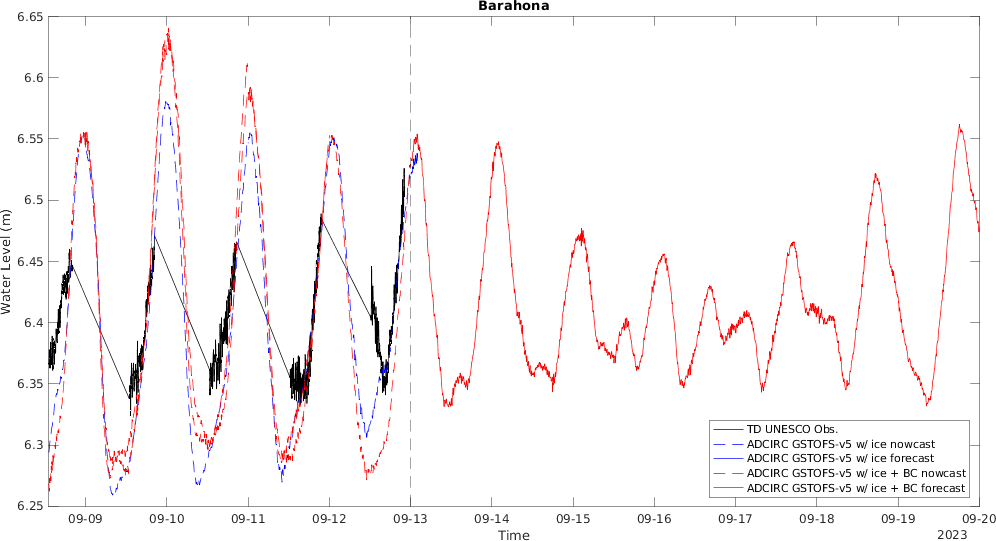 Barahona
Water Level (m)
6.65
6.6
6.55
6.5
6.45
6.4
6.35
6.3
6.25
TD UNESCO Obs.
ADCIRC GSTOFS-v5 w/ ice nowcast
ADCIRC GSTOFS-v5 w/ ice forecast
ADCIRC GSTOFS-v5 w/ ice + BC nowcast
ADCIRC GSTOFS-v5 w/ ice + BC forecast
09-09 09-10 09-11 09-12 09-13 09-14 09-15 09-16 09-17 09-18 09-19 09-20
Time
2023